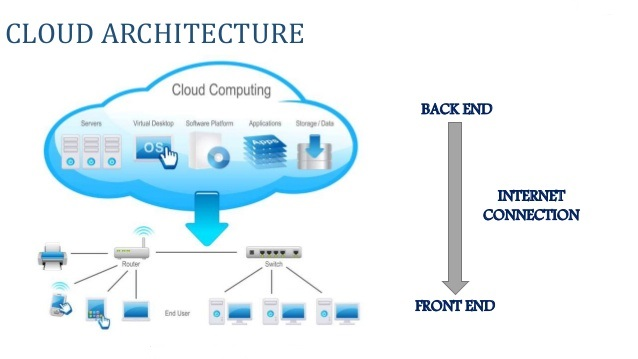 CLOUD ARCHITECTURE
Cloud Computing
Servers
Virtual Desktop
Software Platform
Applications
Storage / Data
OS
Apps
Router
Switch
End User
BACK END
INTERNET
CONNECTION
FRONT END